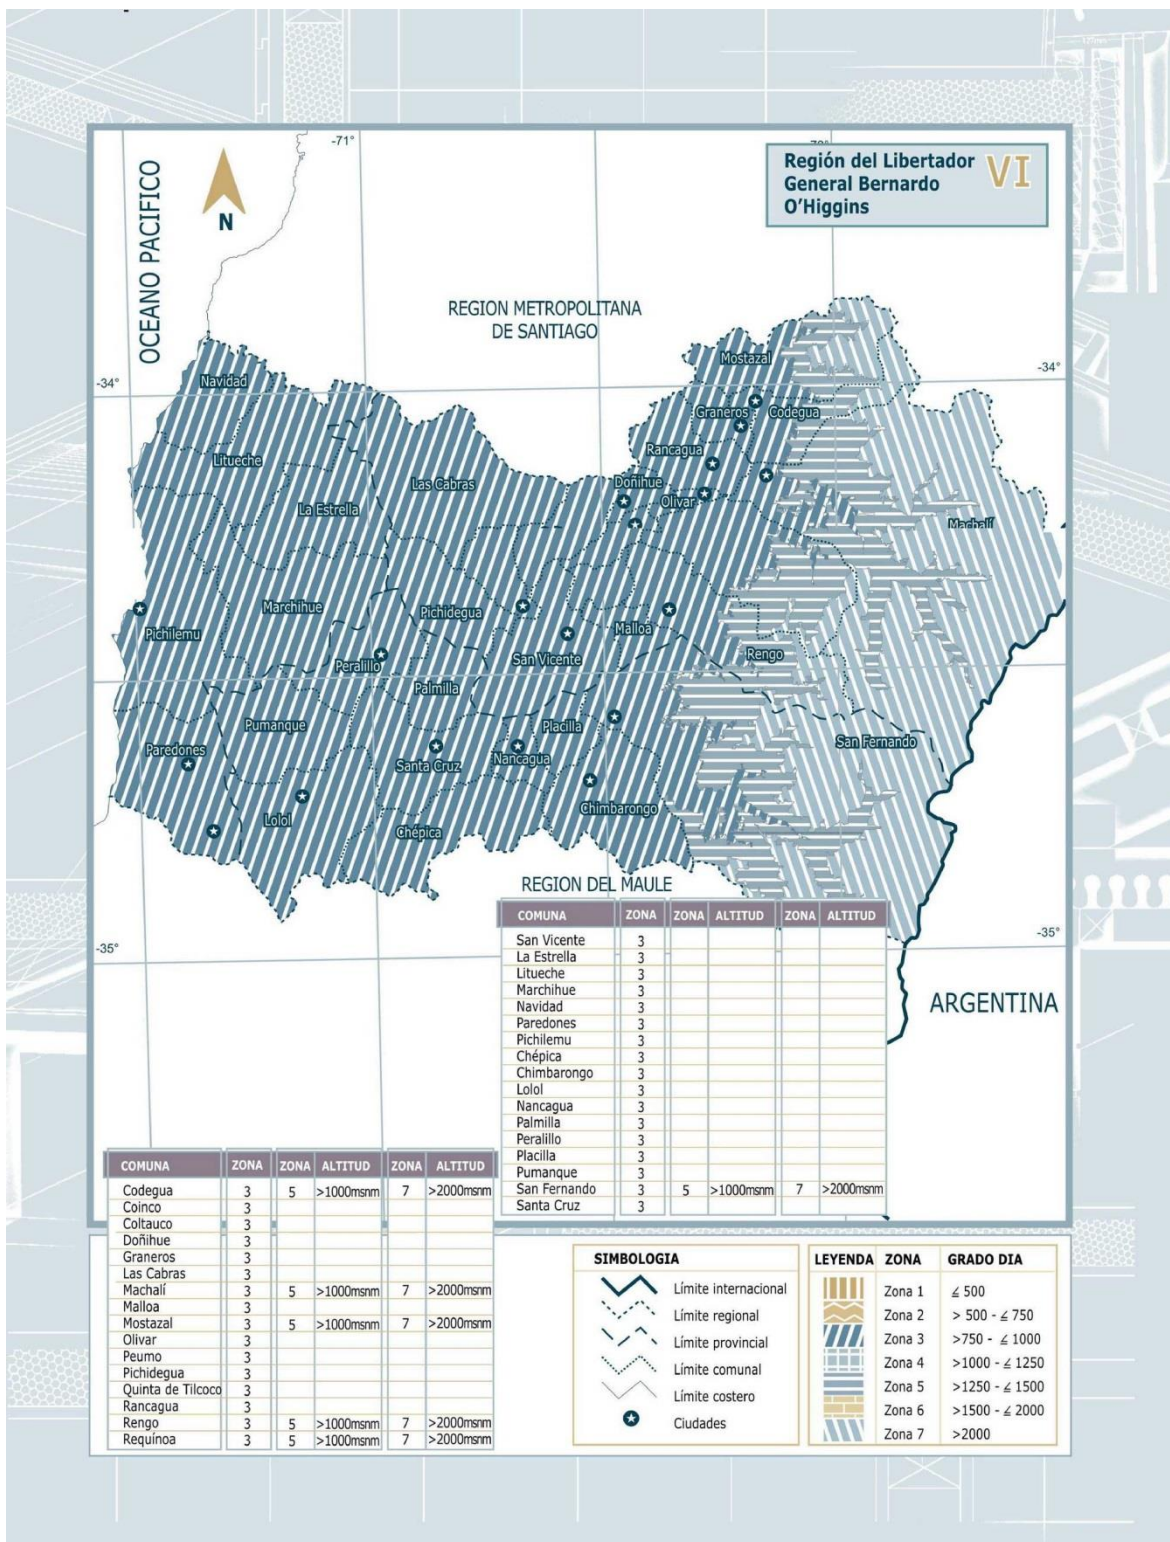 -71°
Región del Libertador VI
General Bernardo
O'Higgins
OCEANO PACIFICO
N
REGION METROPOLITANA
DE SANTIAGO
-34°
-34°
Navidad
Mostazal
Graneros
Codegua
Rancagua
Litueche
Las Cabras
Doñihue
Olivar
La Estrella
Machalí
Marchihue
Pichidegua
Pichilemu
Malloa
Rengo
San Vicente
Peralillo
Palmilla
Pumanque
Placilla
San Fernando
Paredones
Santa Cruz
Nancagua
Chimbarongo
Lolol
Chépica
REGION DEL MAULE
-35°
-35°
ARGENTINA
COMUNA ZONA ZONA ALTITUD ZONA ALTITUD
San Vicente 3
La Estrella 3
Litueche 3
Marchihue 3
Navidad 3
Paredones 3
Pichilemu 3
Chépica 3
Chimbarongo 3
Lolol 3
Nancagua 3
Palmilla 3
Peralillo 3
Placilla 3
Pumanque 3
San Fernando 3 5 >1000msnm 7 >2000msnm
Santa Cruz 3
COMUNA ZONA ZONA ALTITUD ZONA ALTITUD
Codegua 3 5 >1000msnm 7 >2000msnm
Coinco 3
Coltauco 3
Doñihue 3
Graneros 3
Las Cabras 3
Machalí 3 5 >1000msnm 7 >2000msnm
Malloa 3
Mostazal 3 5 >1000msnm 7 >2000msnm
Olivar 3
Peumo 3
Pichidegua 3
Quinta de Tilcoco 3
Rancagua 3
Rengo 3 5 >1000msnm 7 >2000msnm
Requínoa 3 5 >1000msnm 7 >2000msnm
SIMBOLOGIA
Límite internacional
Límite regional
Límite provincial
Límite comunal
Límite costero
Ciudades
LEYENDA ZONA GRADO DIA
Zona 1 ≤ 500
Zona 2 > 500 - ≤ 750
Zona 3 >750 - ≤ 1000
Zona 4 >1000 - ≤ 1250
Zona 5 >1250 - ≤ 1500
Zona 6 >1500 - ≤ 2000
Zona 7 >2000